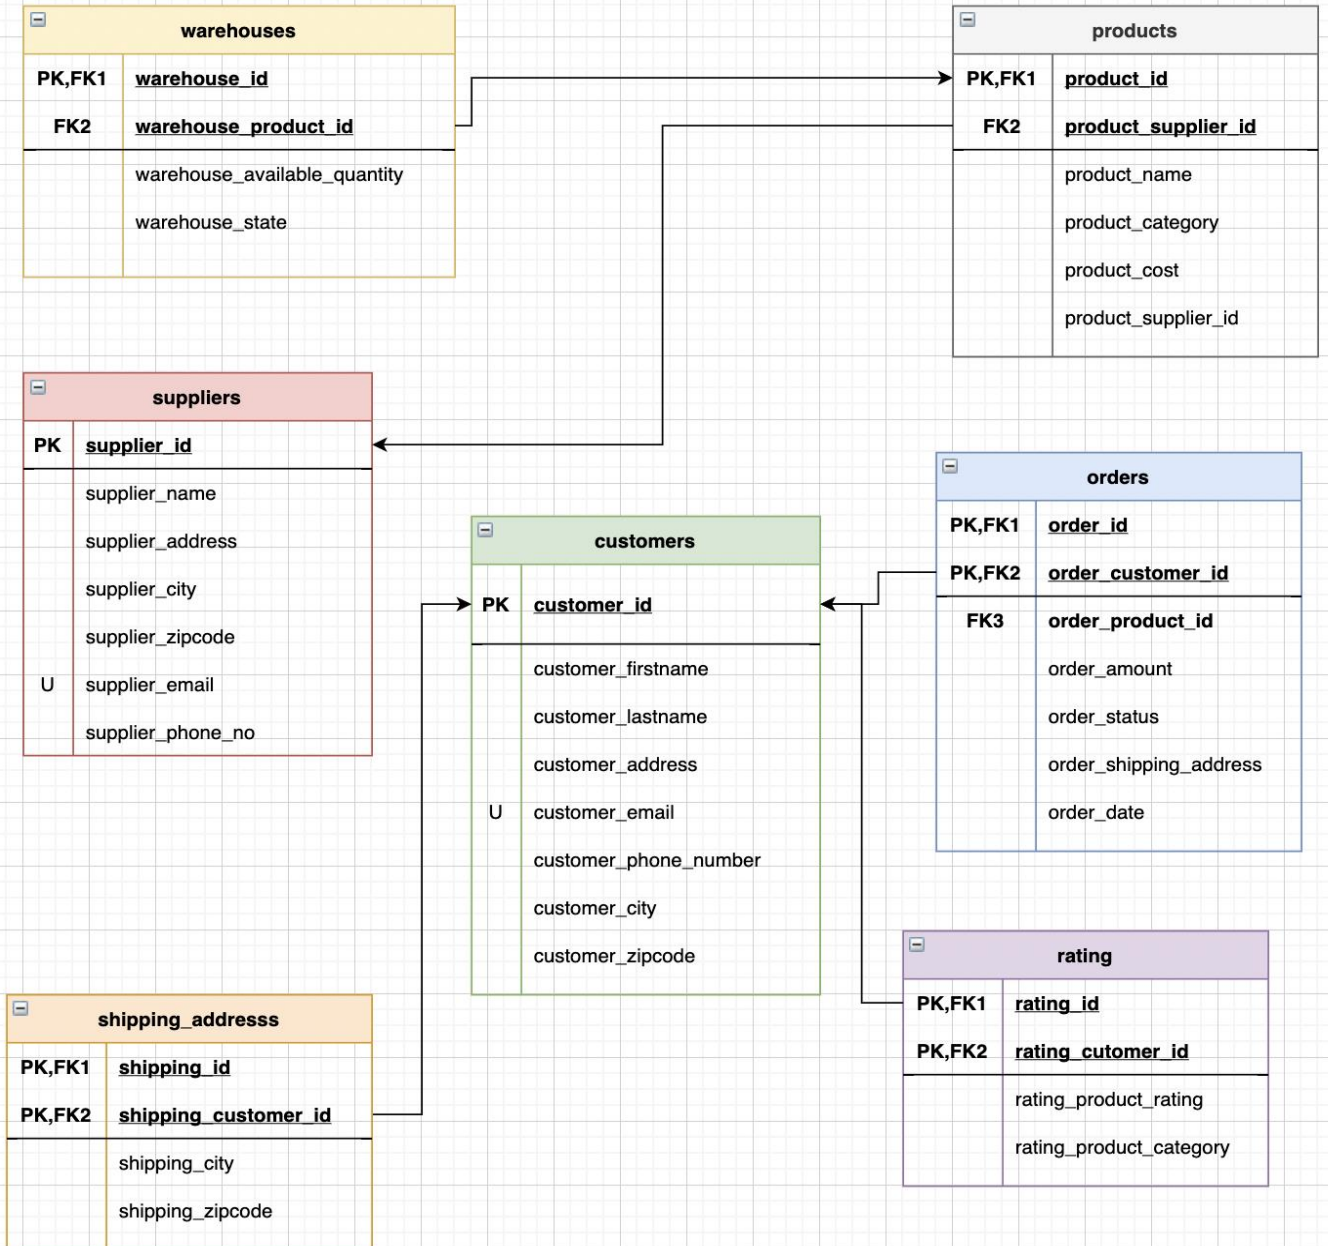 warehouses
PK,FK1 warehouse_id
FK2 warehouse_product_id
warehouse_available_quantity
warehouse_state
products
PK,FK1 product_id
FK2 product_supplier_id
product_name
product_category
product_cost
product_supplier_id
suppliers
PK supplier_id
supplier_name
supplier_address
supplier_city
supplier_zipcode
U supplier_email
supplier_phone_no
customers
PK customer_id
customer_firstname
customer_lastname
customer_address
U customer_email
customer_phone_number
customer_city
customer_zipcode
orders
PK,FK1 order_id
PK,FK2 order_customer_id
FK3 order_product_id
order_amount
order_status
order_shipping_address
order_date
rating
PK,FK1 rating_id
PK,FK2 rating_cutomer_id
rating_product_rating
rating_product_category
shipping_addresss
PK,FK1 shipping_id
PK,FK2 shipping_customer_id
shipping_city
shipping_zipcode